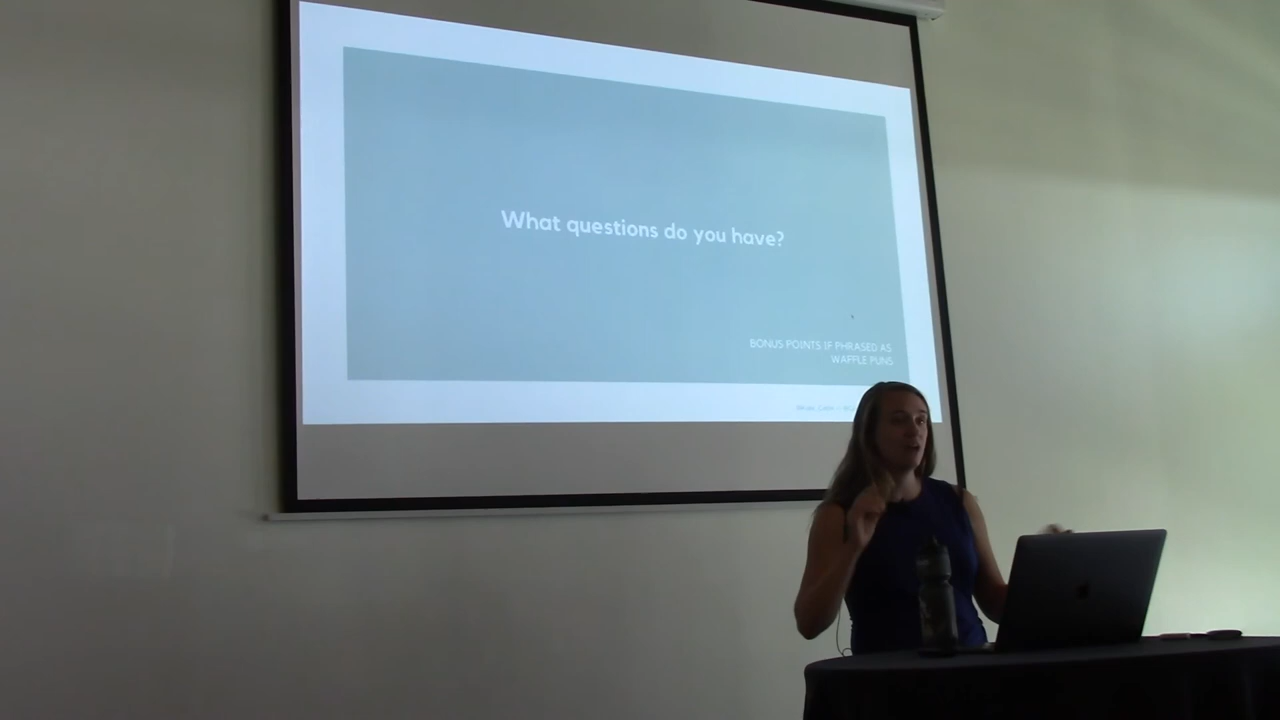 What questions do you have?
BONUS POINTS IF PHRASED AS
WAFFLE PUNS